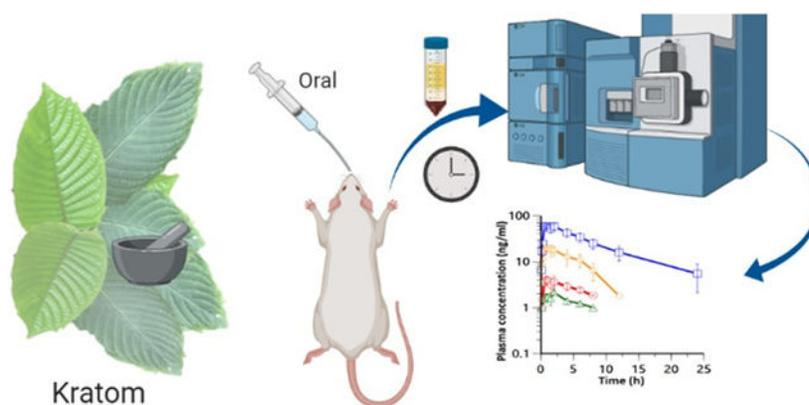 Oral
Kratom
Plasma concentration (ng/ml)
100
10
1
0.1
0 5 10 15 20 25
Time (h)